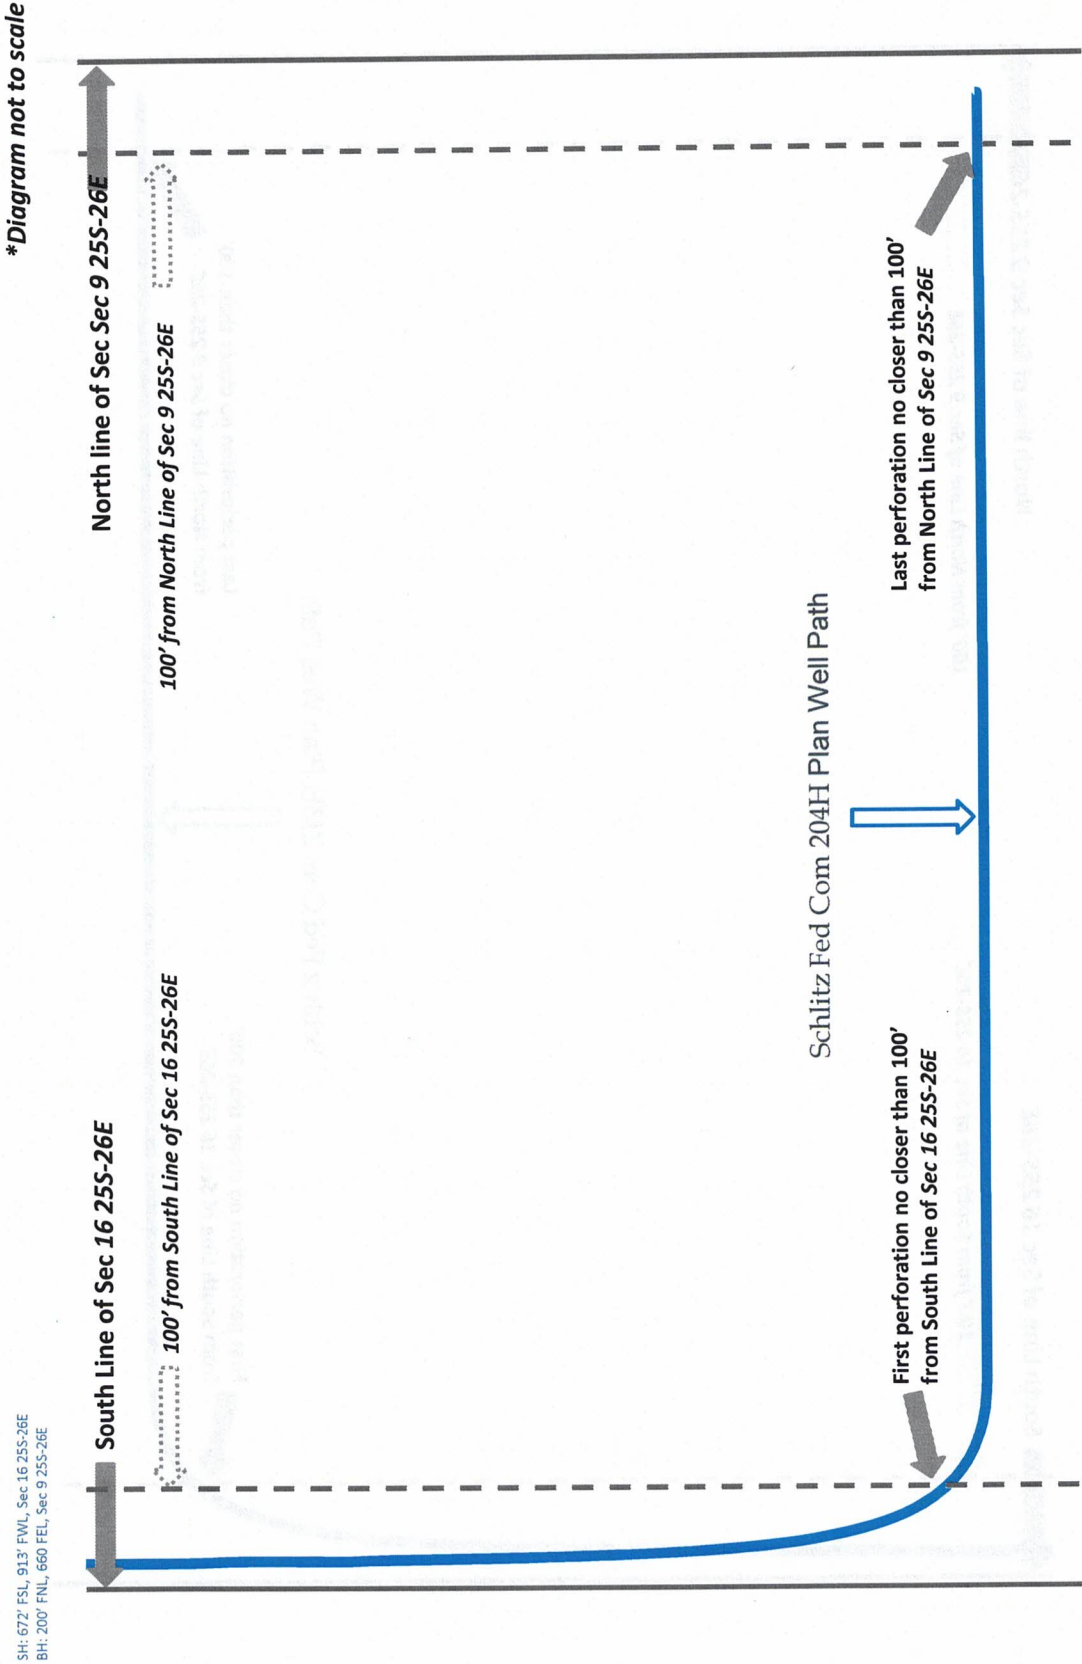 *Diagram not to scale
SH: 672' FSL, 913' FWL, Sec 16 25S-26E
BH: 200' FNL, 660 FEL, Sec 9 25S-26E
South Line of Sec 16 25S-26E
North line of Sec Sec 9 25S-26E
100' from South Line of Sec 16 25S-26E
100' from North Line of Sec 9 25S-26E
Schlitz Fed Com 204H Plan Well Path
First perforation no closer than 100'
from South Line of Sec 16 25S-26E
Last perforation no closer than 100'
from North Line of Sec 9 25S-26E